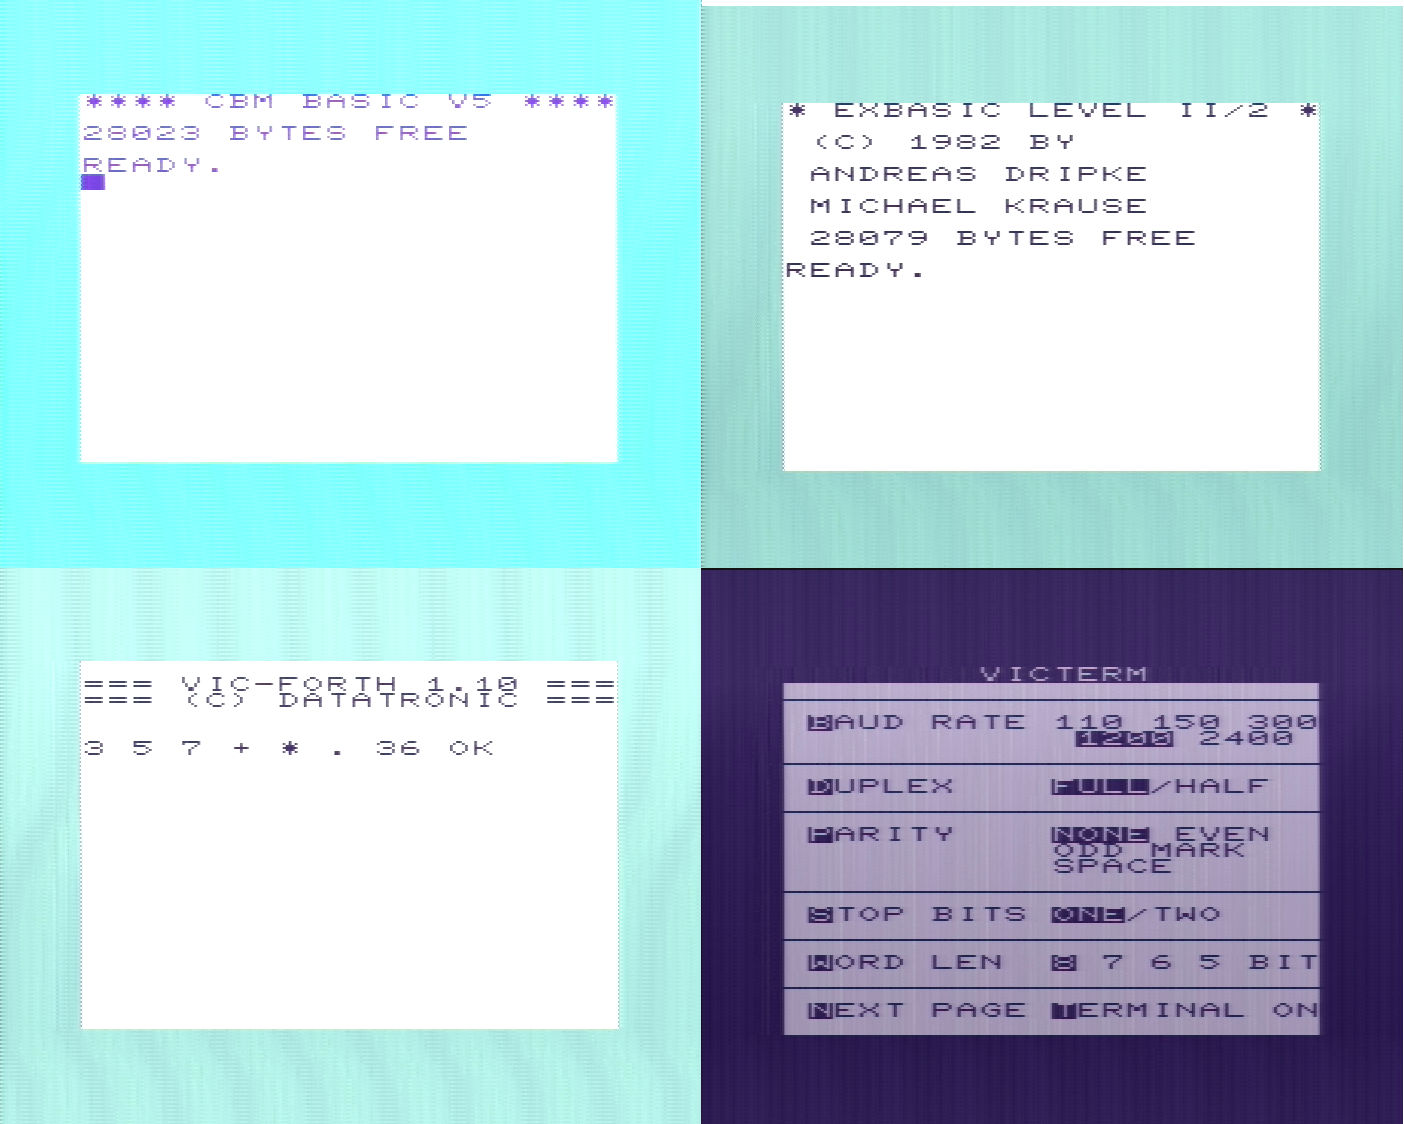 **** CBM BASIC V5 ****
28023 BYTES FREE
READY.
* EXBASIC LEVEL II/2 *
(C) 1982 BY
ANDREAS DRIPKE
MICHAEL KRAUSE
28079 BYTES FREE
READY.
=== VIC-FORTH 1.10 ===
=== (C) DATATRONIC ===
3 5 7 + * . 36 OK
VICTERM
BAUD RATE 110 150 300
1200 2400
DUPLEX FULL/HALF
PARITY NONE EVEN
ODD MARK
SPACE
STOP BITS ONE/TWO
WORD LEN 8 7 6 5 BIT
NEXT PAGE TERMINAL ON